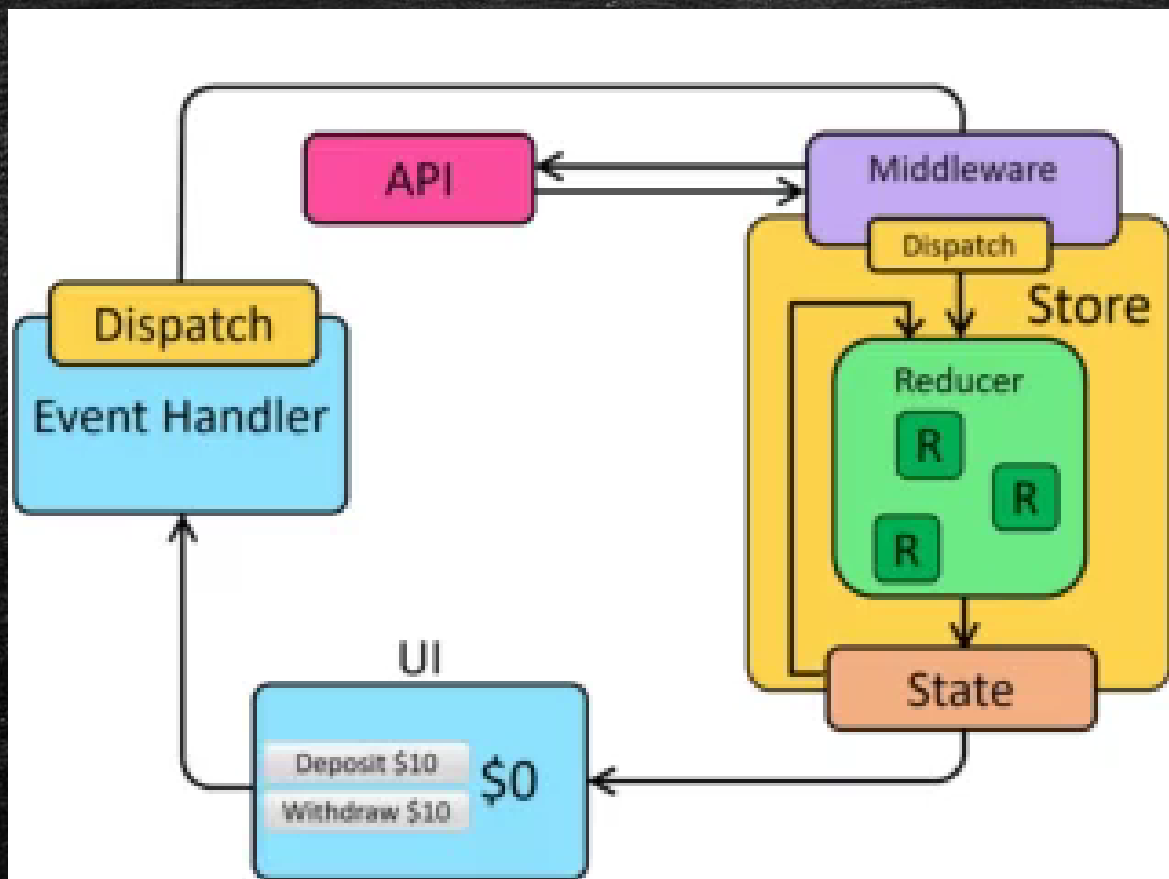 API
Middleware
Dispatch
Store
Dispatch
Event Handler
Reducer
R
R
R
UI
Deposit $10
Withdraw $10
$0
State